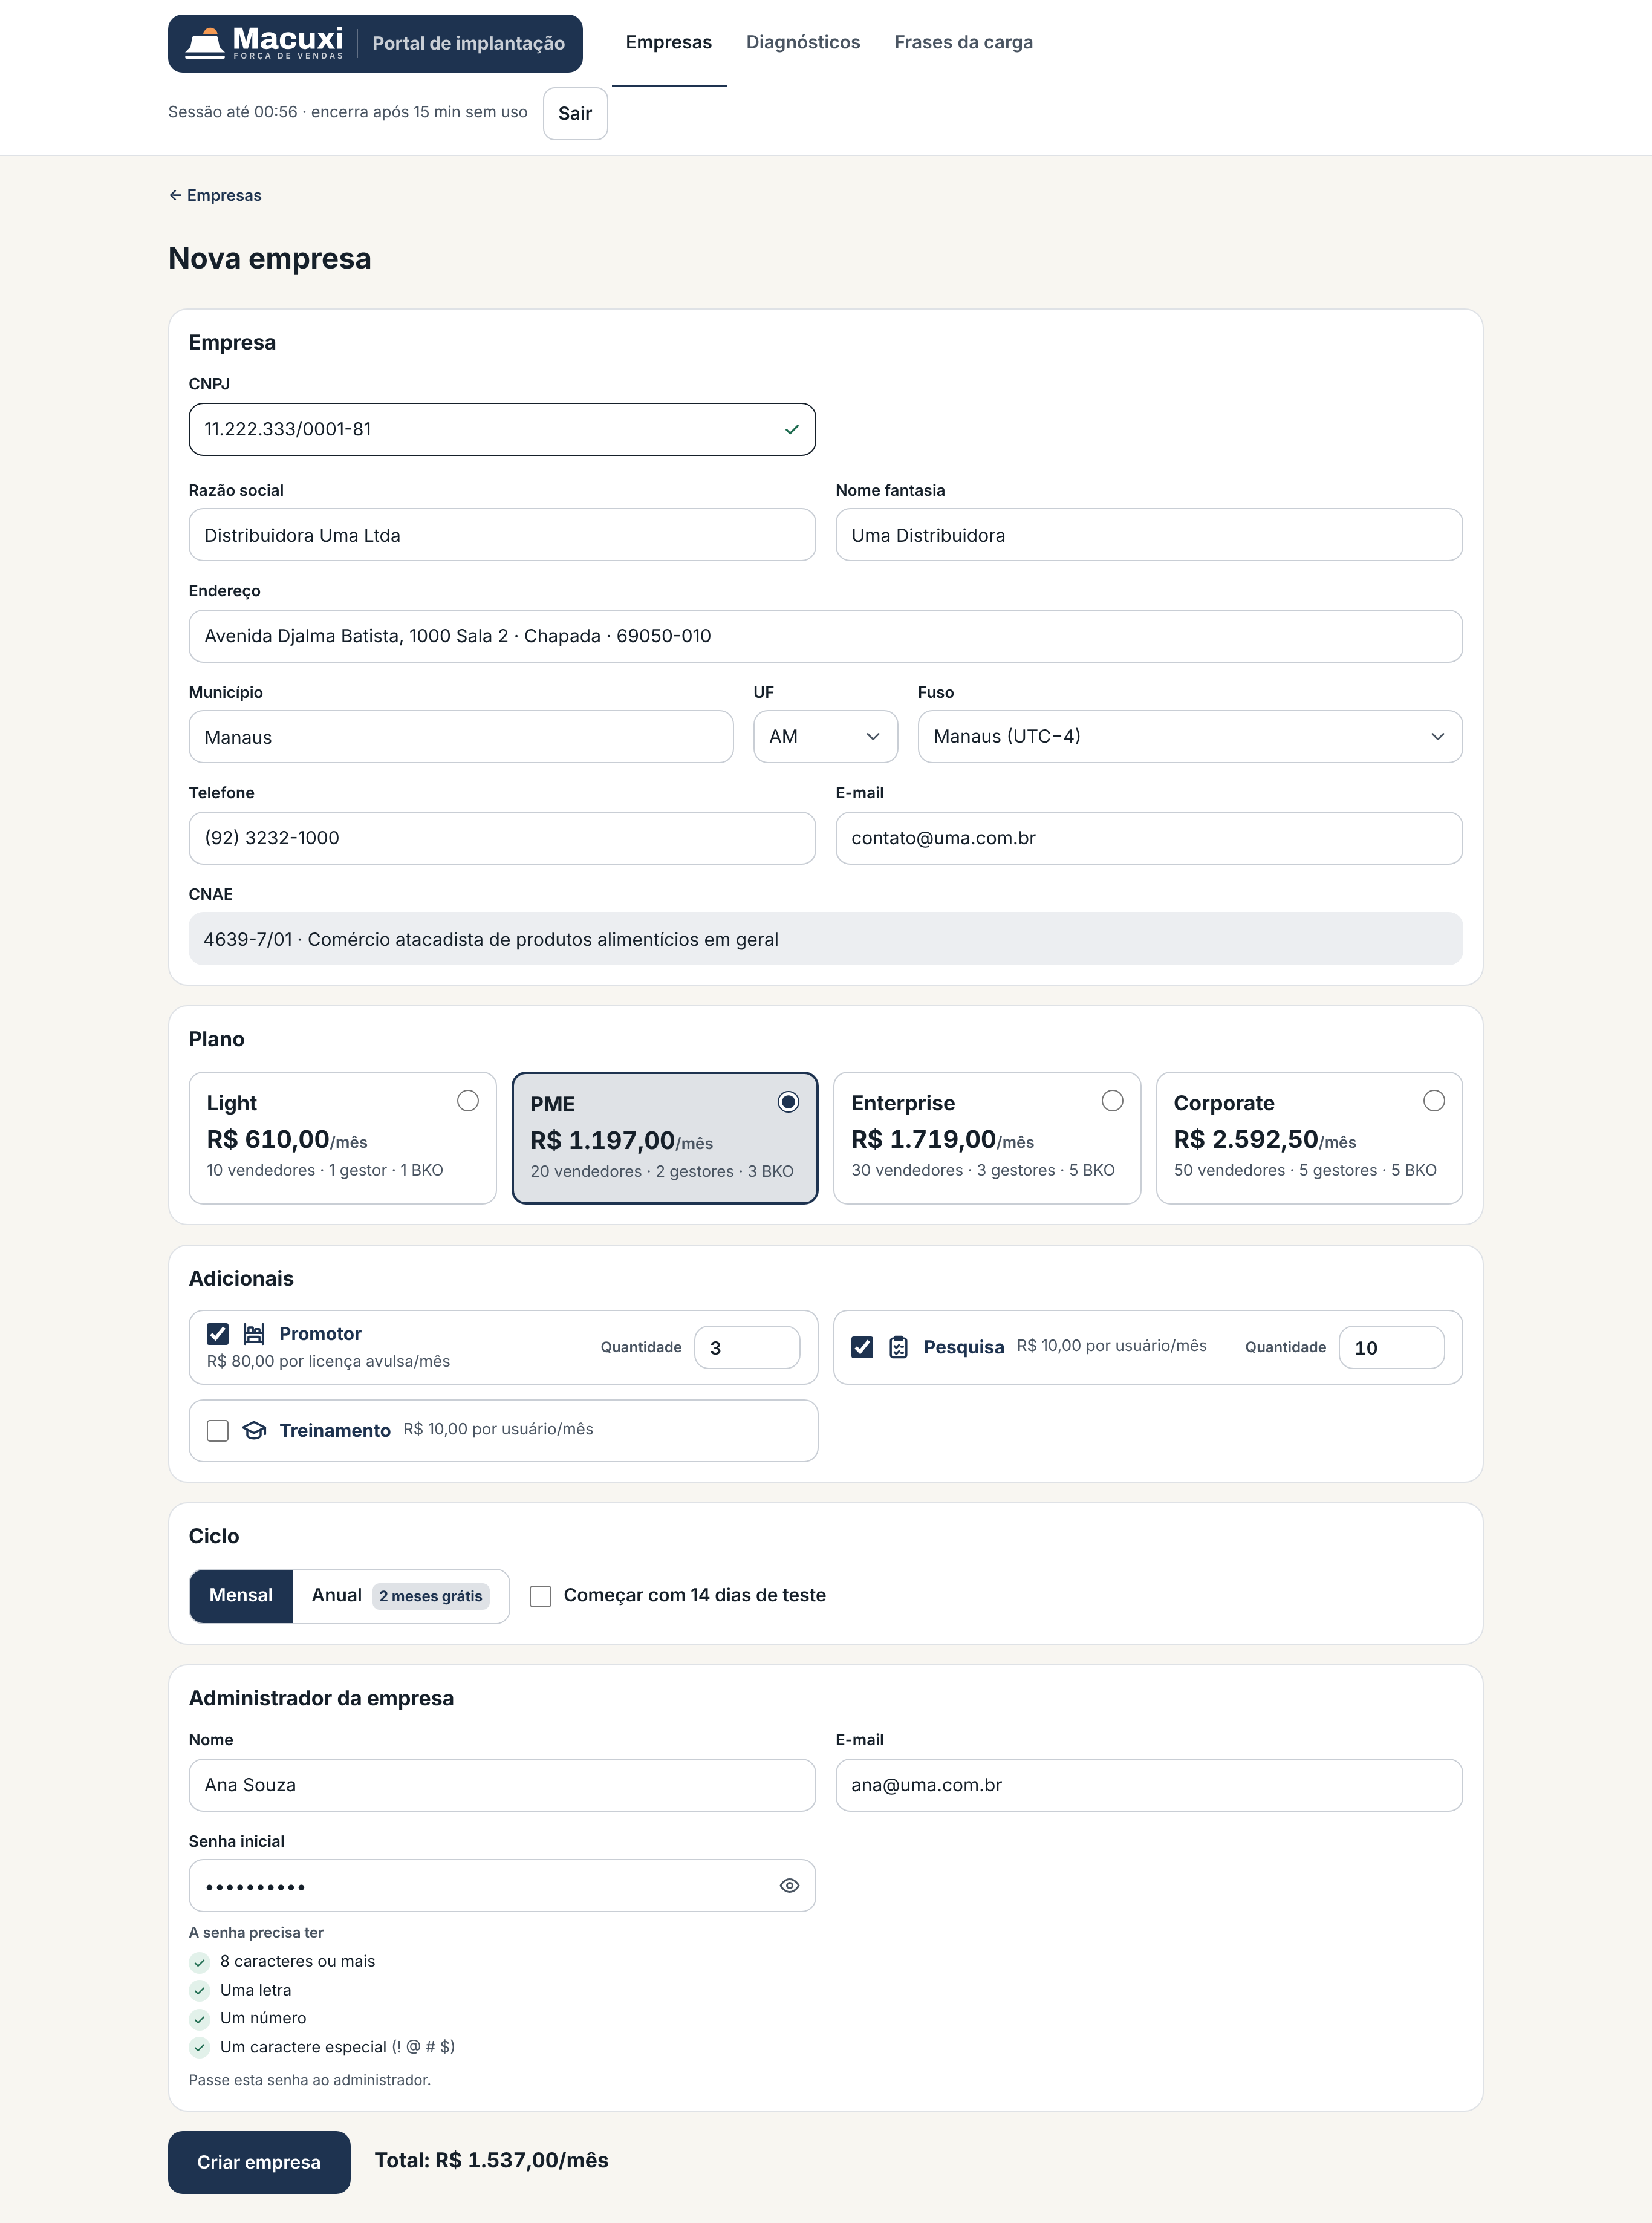 Macuxi
FORÇA DE VENDAS
Portal de implantação
Empresas
Diagnósticos
Frases da carga
Sessão até 00:56 · encerra após 15 min sem uso
Sair
← Empresas
Nova empresa
Empresa
CNPJ
11.222.333/0001-81
Razão social
Nome fantasia
Distribuidora Uma Ltda
Uma Distribuidora
Endereço
Avenida Djalma Batista, 1000 Sala 2 · Chapada · 69050-010
Município
UF
Fuso
Manaus
AM
Manaus (UTC−4)
Telefone
E-mail
(92) 3232-1000
contato@uma.com.br
CNAE
4639-7/01 · Comércio atacadista de produtos alimentícios em geral
Plano
Light
R$ 610,00/mês
10 vendedores · 1 gestor · 1 BKO
PME
R$ 1.197,00/mês
20 vendedores · 2 gestores · 3 BKO
Enterprise
R$ 1.719,00/mês
30 vendedores · 3 gestores · 5 BKO
Corporate
R$ 2.592,50/mês
50 vendedores · 5 gestores · 5 BKO
Adicionais
Promotor
R$ 80,00 por licença avulsa/mês
Quantidade
3
Pesquisa
R$ 10,00 por usuário/mês
Quantidade
10
Treinamento
R$ 10,00 por usuário/mês
Ciclo
Mensal
Anual
2 meses grátis
Começar com 14 dias de teste
Administrador da empresa
Nome
E-mail
Ana Souza
ana@uma.com.br
Senha inicial
••••••••••
A senha precisa ter
8 caracteres ou mais
Uma letra
Um número
Um caractere especial (! @ # $)
Passe esta senha ao administrador.
Criar empresa
Total: R$ 1.537,00/mês